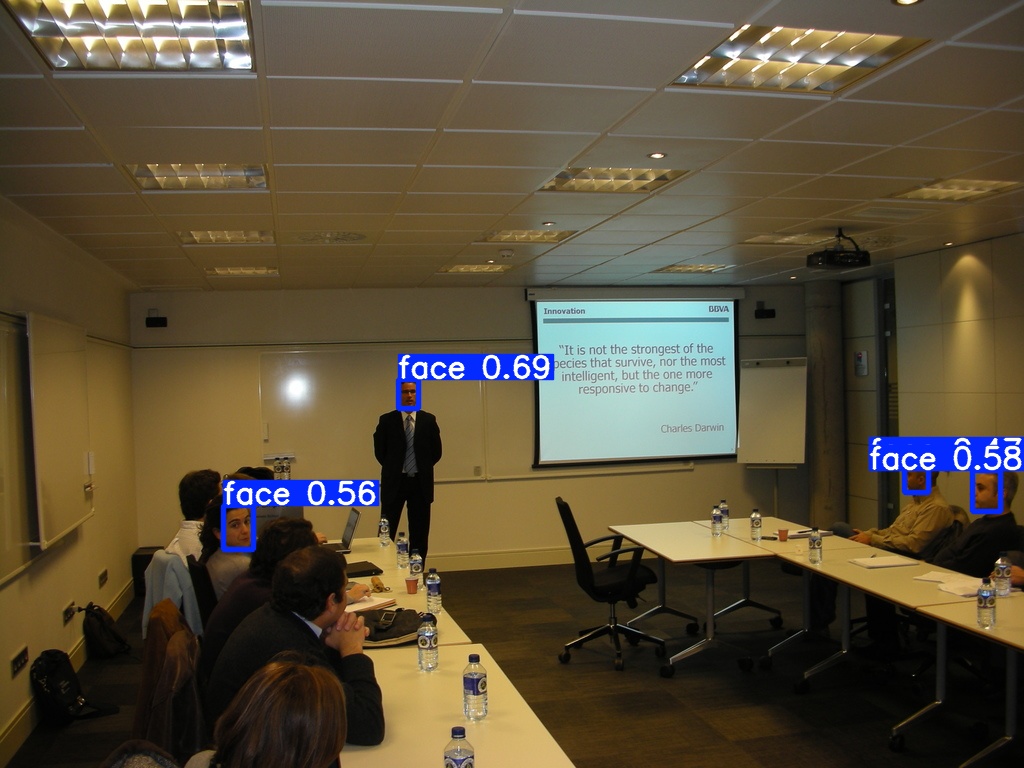 Innovation BBVA
"It is not the strongest of the
pecies that survive, nor the most
intelligent, but the one more
responsive to change."
Charles Darwin
face 0.69
face 0.56
face 0.58